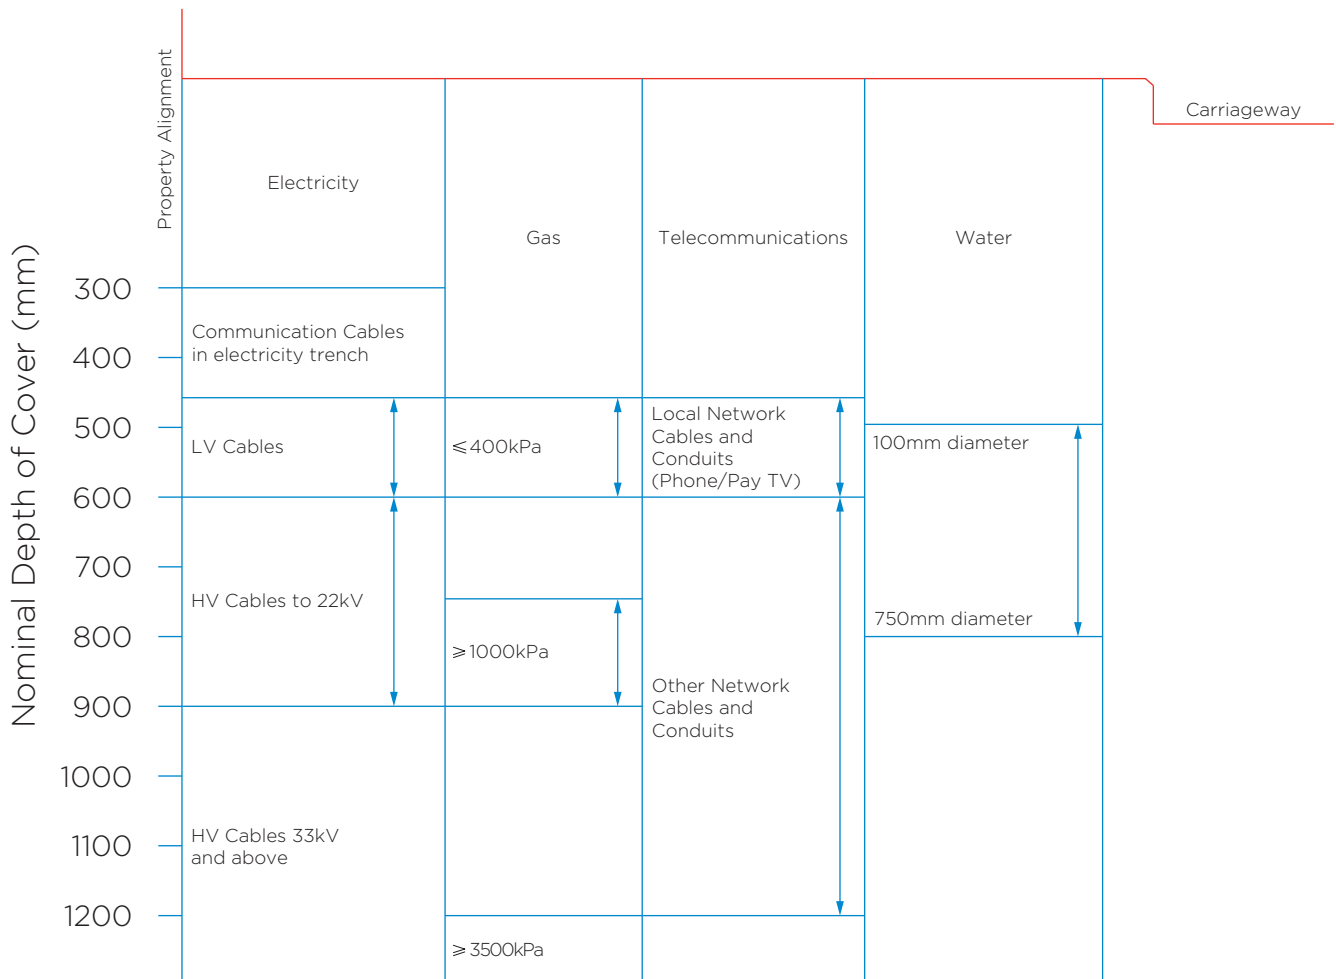 Property Alignment
Carriageway
Electricity
Gas
Telecommunications
Water
Nominal Depth of Cover (mm)
300
400
500
600
700
800
900
1000
1100
1200
Communication Cables
in electricity trench
LV Cables
HV Cables to 22kV
HV Cables 33kV
and above
⩽400kPa
⩾1000kPa
⩾3500kPa
Local Network
Cables and
Conduits
(Phone/Pay TV)
Other Network
Cables and
Conduits
100mm diameter
750mm diameter